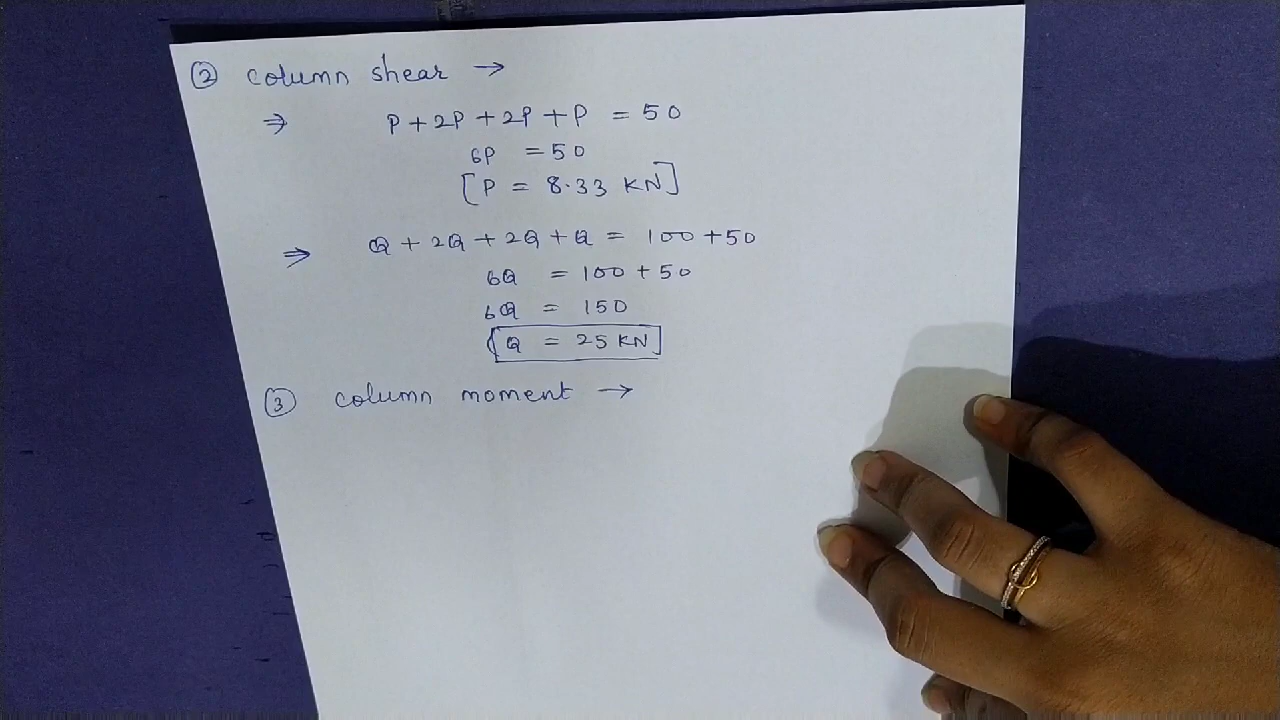 ② column shear →
⇒ P + 2P + 2P + P = 50
6P = 50
[P = 8.33 KN]
⇒ Q + 2Q + 2Q + Q = 100 + 50
6Q = 100 + 50
6Q = 150
[Q = 25 KN]
③ column moment →